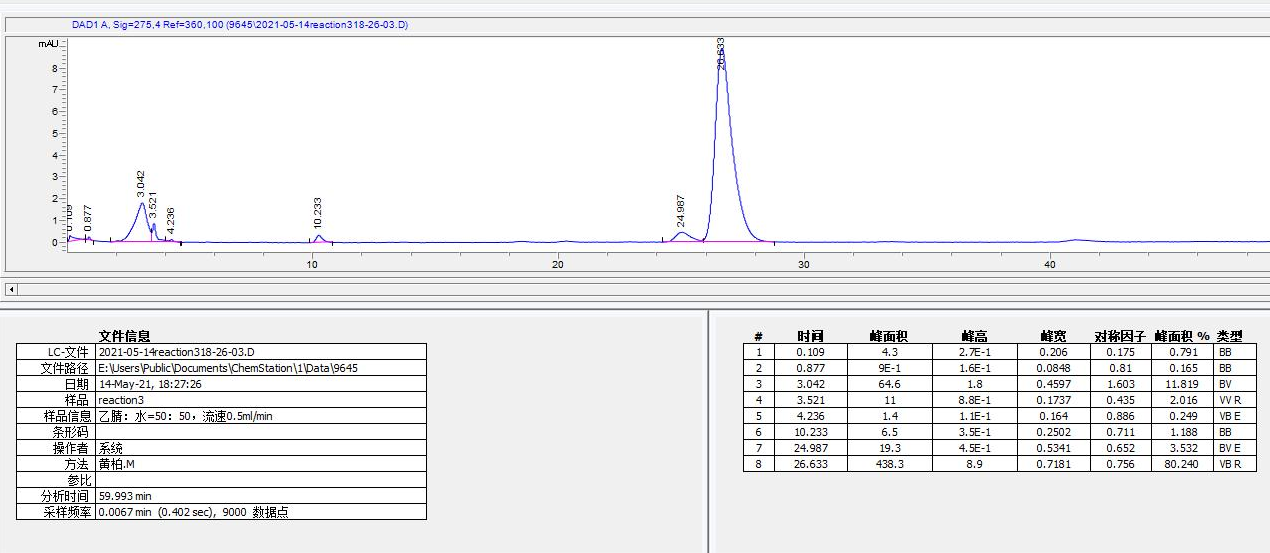 DAD1 A, Sig=275,4 Ref=360,100 (9645\2021-05-14reaction318-26-03.D)
mAU
8
7
6
5
4
3
2
1
0
0.109
0.877
3.042
3.521
4.236
10.233
24.987
26.633
10
20
30
40
文件信息
LC-文件 2021-05-14reaction318-26-03.D
文件路径 E:\Users\Public\Documents\ChemStation\1\Data\9645
日期 14-May-21, 18:27:26
样品 reaction3
样品信息 乙腈：水=50：50，流速0.5ml/min
条形码
操作者 系统
方法 黄柏.M
参比
分析时间 59.993 min
采样频率 0.0067 min (0.402 sec), 9000 数据点
# 时间 峰面积 峰高 峰宽 对称因子 峰面积 % 类型
1 0.109 4.3 2.7E-1 0.206 0.175 0.791 BB
2 0.877 9E-1 1.6E-1 0.0848 0.81 0.165 BB
3 3.042 64.6 1.8 0.4597 1.603 11.819 BV
4 3.521 11 8.8E-1 0.1737 0.435 2.016 VV R
5 4.236 1.4 1.1E-1 0.164 0.886 0.249 VB E
6 10.233 6.5 3.5E-1 0.2502 0.711 1.188 BB
7 24.987 19.3 4.5E-1 0.5341 0.652 3.532 BV E
8 26.633 438.3 8.9 0.7181 0.756 80.240 VB R